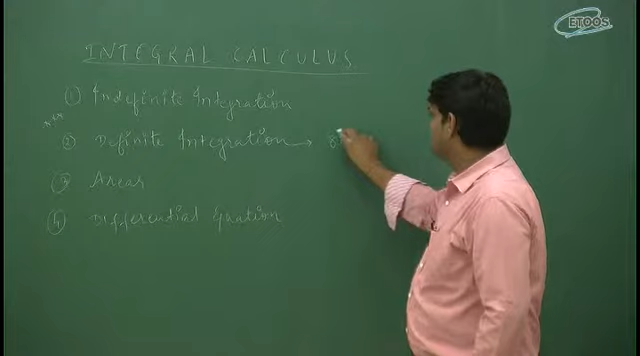 ETOOS
INTEGRAL CALCULUS
① Indefinite Integration
② Definite Integration →
③ Areas
④ Differential Equation